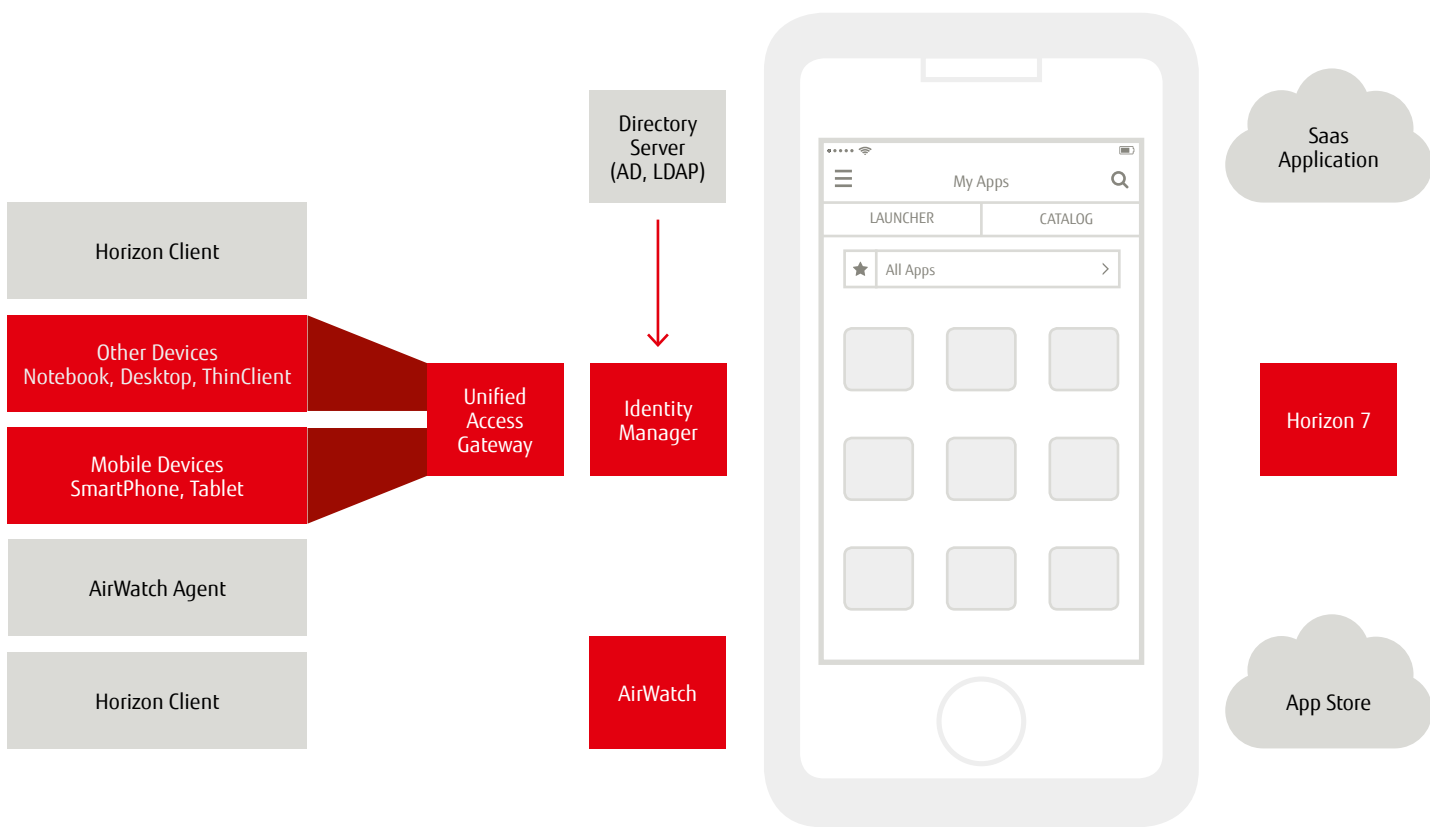 Horizon Client
Other Devices
Notebook, Desktop, ThinClient
Mobile Devices
SmartPhone, Tablet
AirWatch Agent
Horizon Client
Unified
Access
Gateway
Directory
Server
(AD, LDAP)
Identity
Manager
AirWatch
My Apps
LAUNCHER
CATALOG
All Apps
Saas
Application
Horizon 7
App Store